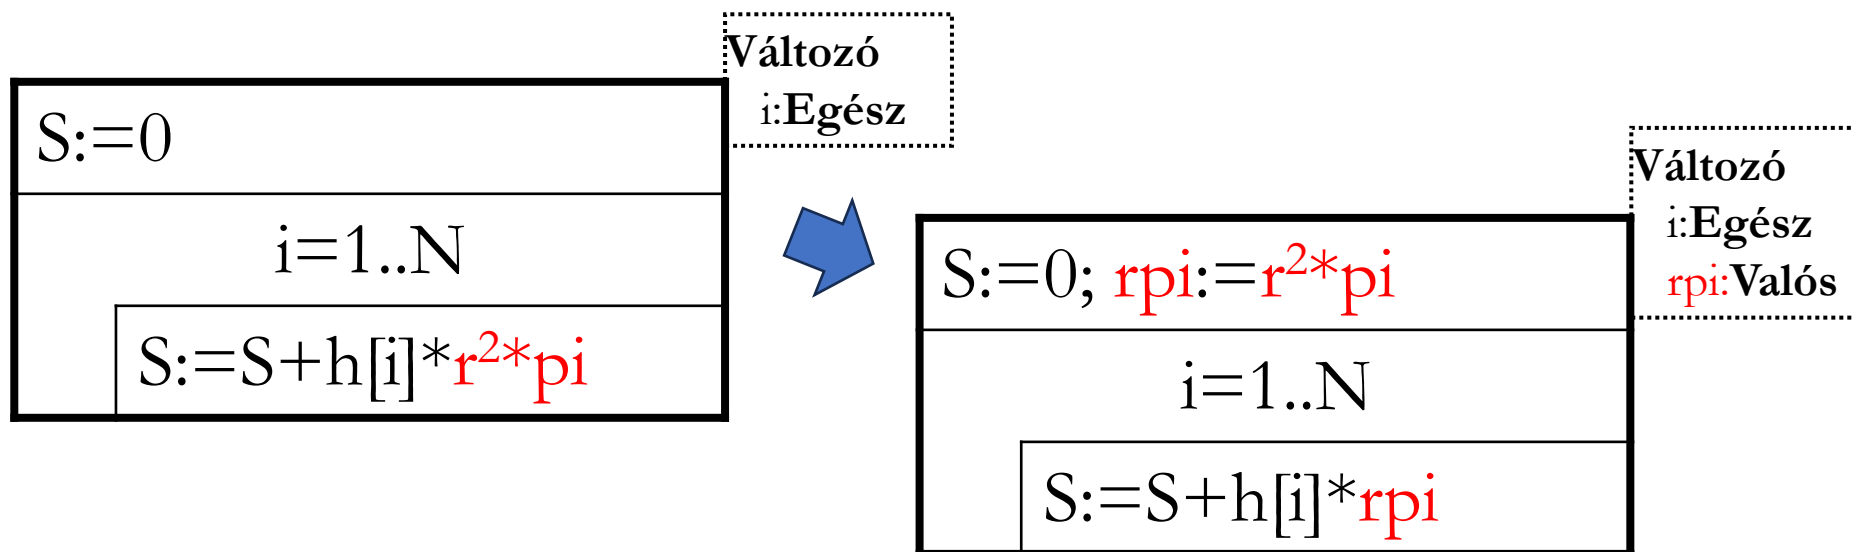 Változó
i:Egész
S:=0
i=1..N
S:=S+h[i]*r²*pi
Változó
i:Egész
rpi:Valós
S:=0; rpi:=r²*pi
i=1..N
S:=S+h[i]*rpi